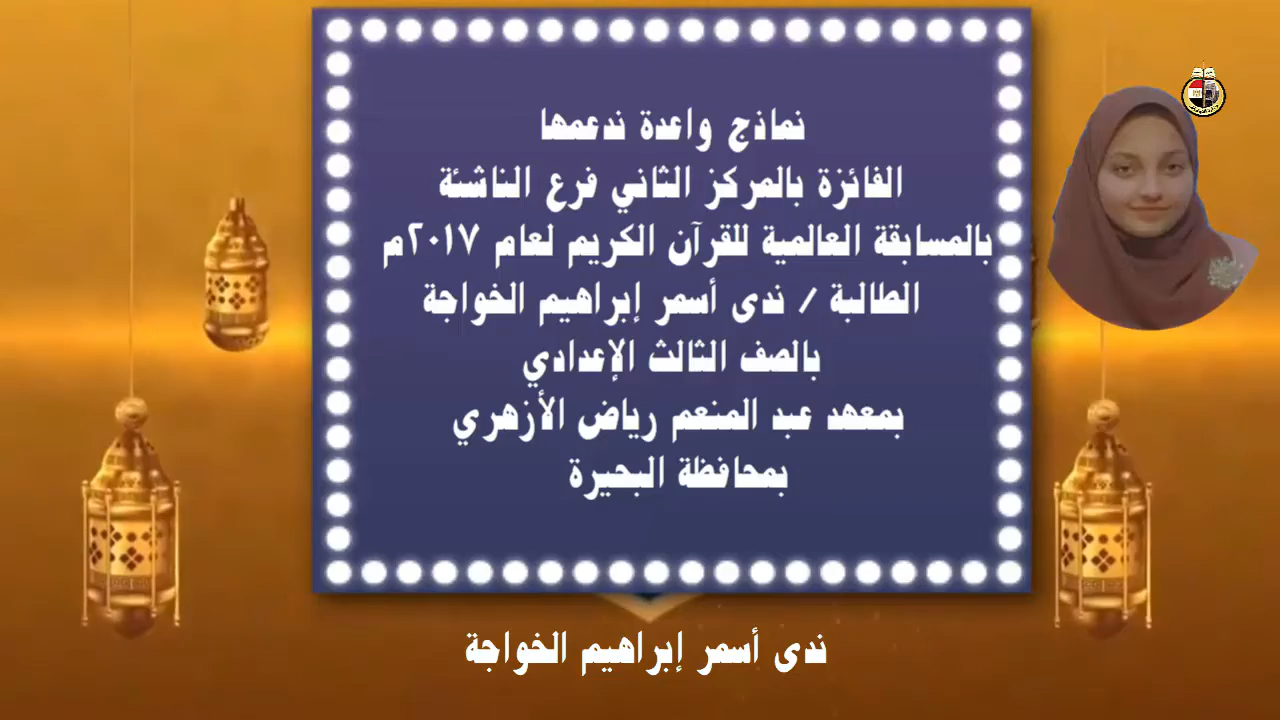 نماذج واعدة ندعمها
الفائزة بالمركز الثاني فرع الناشئة
بالمسابقة العالمية للقرآن الكريم لعام ٢٠١٧م
الطالبة / ندى أسمر إبراهيم الخواجة
بالصف الثالث الإعدادي
بمعهد عبد المنعم رياض الأزهري
بمحافظة البحيرة
ندى أسمر إبراهيم الخواجة